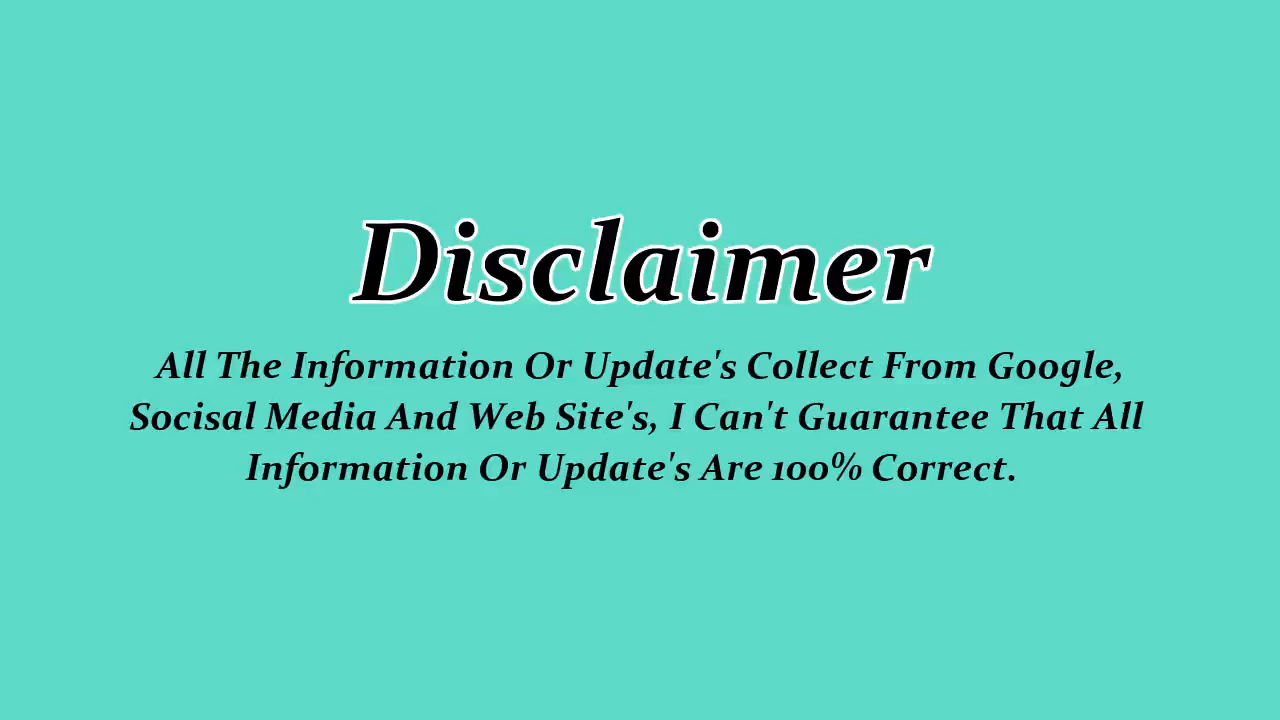 Disclaimer
All The Information Or Update's Collect From Google,
Socisal Media And Web Site's, I Can't Guarantee That All
Information Or Update's Are 100% Correct.